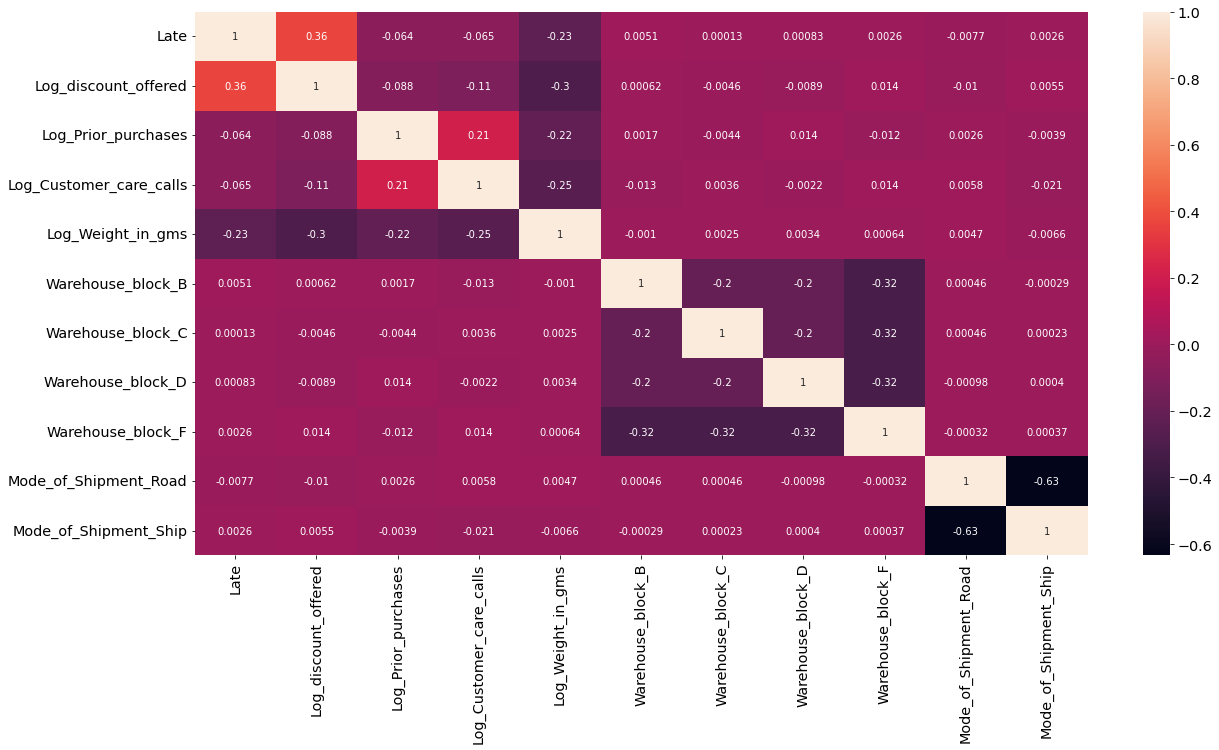 Late 1 0.36 -0.064 -0.065 -0.23 0.0051 0.00013 0.00083 0.0026 -0.0077 0.0026
Log_discount_offered 0.36 1 -0.088 -0.11 -0.3 0.00062 -0.0046 -0.0089 0.014 -0.01 0.0055
Log_Prior_purchases -0.064 -0.088 1 0.21 -0.22 0.0017 -0.0044 0.014 -0.012 0.0026 -0.0039
Log_Customer_care_calls -0.065 -0.11 0.21 1 -0.25 -0.013 0.0036 -0.0022 0.014 0.0058 -0.021
Log_Weight_in_gms -0.23 -0.3 -0.22 -0.25 1 -0.001 0.0025 0.0034 0.00064 0.0047 -0.0066
Warehouse_block_B 0.0051 0.00062 0.0017 -0.013 -0.001 1 -0.2 -0.2 -0.32 0.00046 -0.00029
Warehouse_block_C 0.00013 -0.0046 -0.0044 0.0036 0.0025 -0.2 1 -0.2 -0.32 0.00046 0.00023
Warehouse_block_D 0.00083 -0.0089 0.014 -0.0022 0.0034 -0.2 -0.2 1 -0.32 -0.00098 0.0004
Warehouse_block_F 0.0026 0.014 -0.012 0.014 0.00064 -0.32 -0.32 -0.32 1 -0.00032 0.00037
Mode_of_Shipment_Road -0.0077 -0.01 0.0026 0.0058 0.0047 0.00046 0.00046 -0.00098 -0.00032 1 -0.63
Mode_of_Shipment_Ship 0.0026 0.0055 -0.0039 -0.021 -0.0066 -0.00029 0.00023 0.0004 0.00037 -0.63 1
Late
Log_discount_offered
Log_Prior_purchases
Log_Customer_care_calls
Log_Weight_in_gms
Warehouse_block_B
Warehouse_block_C
Warehouse_block_D
Warehouse_block_F
Mode_of_Shipment_Road
Mode_of_Shipment_Ship
1.0
0.8
0.6
0.4
0.2
0.0
−0.2
−0.4
−0.6